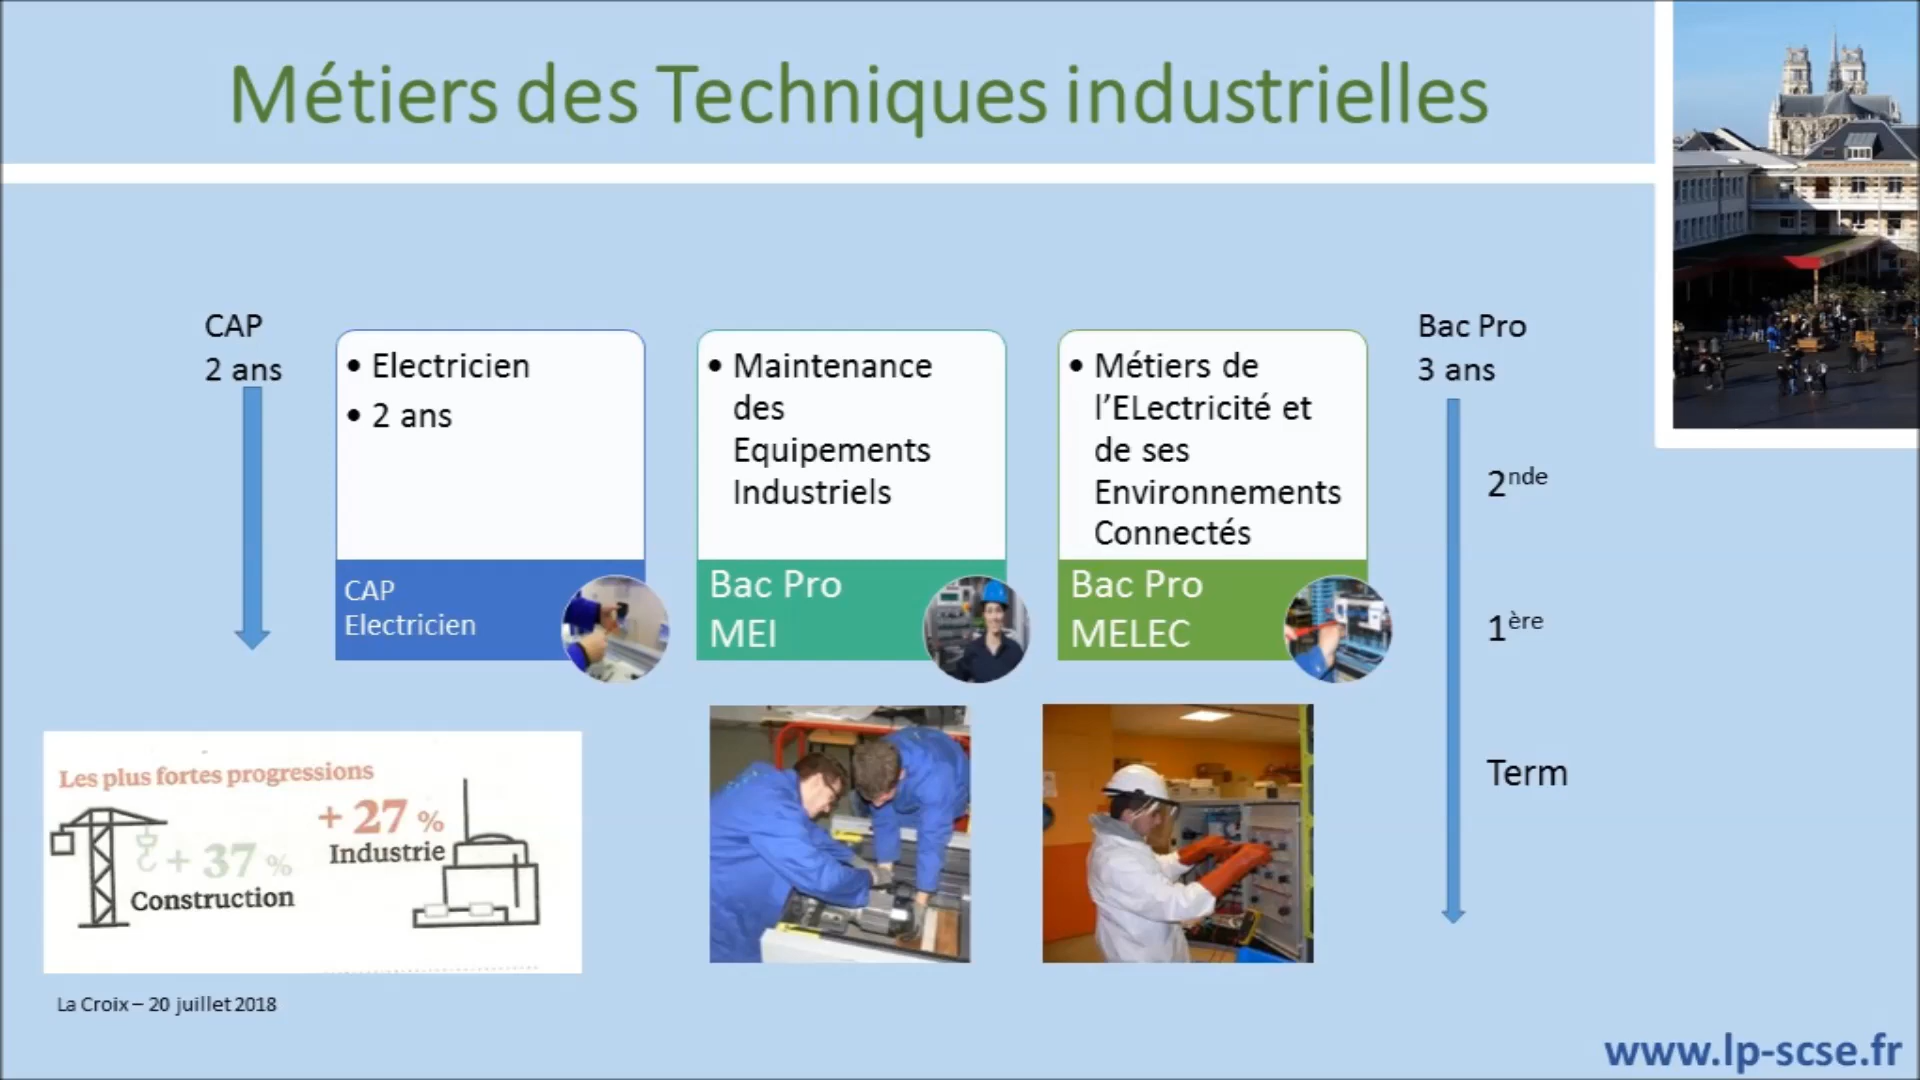 Métiers des Techniques industrielles
CAP
2 ans
• Electricien
• 2 ans
CAP
Electricien
• Maintenance
des
Equipements
Industriels
Bac Pro
MEI
• Métiers de
l'ELectricité et
de ses
Environnements
Connectés
Bac Pro
MELEC
Bac Pro
3 ans
2nde
1ère
Term
Les plus fortes progressions
+ 27 %
Industrie
+ 37 %
Construction
La Croix – 20 juillet 2018
www.lp-scse.fr